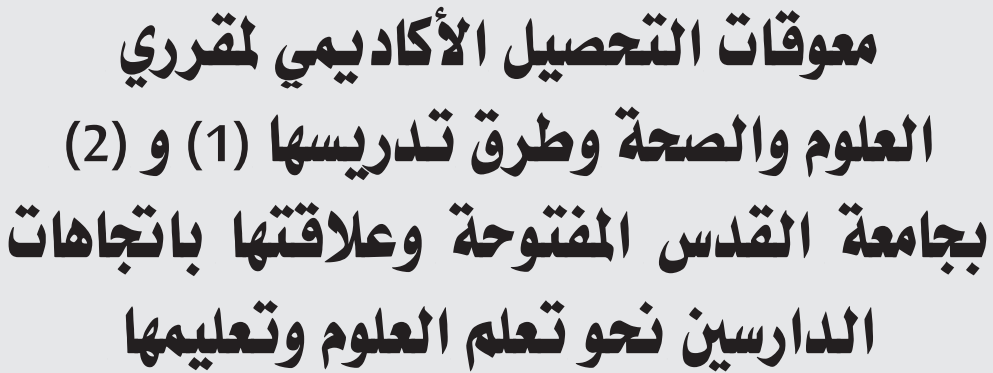 معوقات التحصيل الأكاديمي لمقرري
العلوم والصحة وطرق تدريسها (1) و (2)
بجامعة القدس المفتوحة وعلاقتها باتجاهات
الدارسين نحو تعلم العلوم وتعليمها